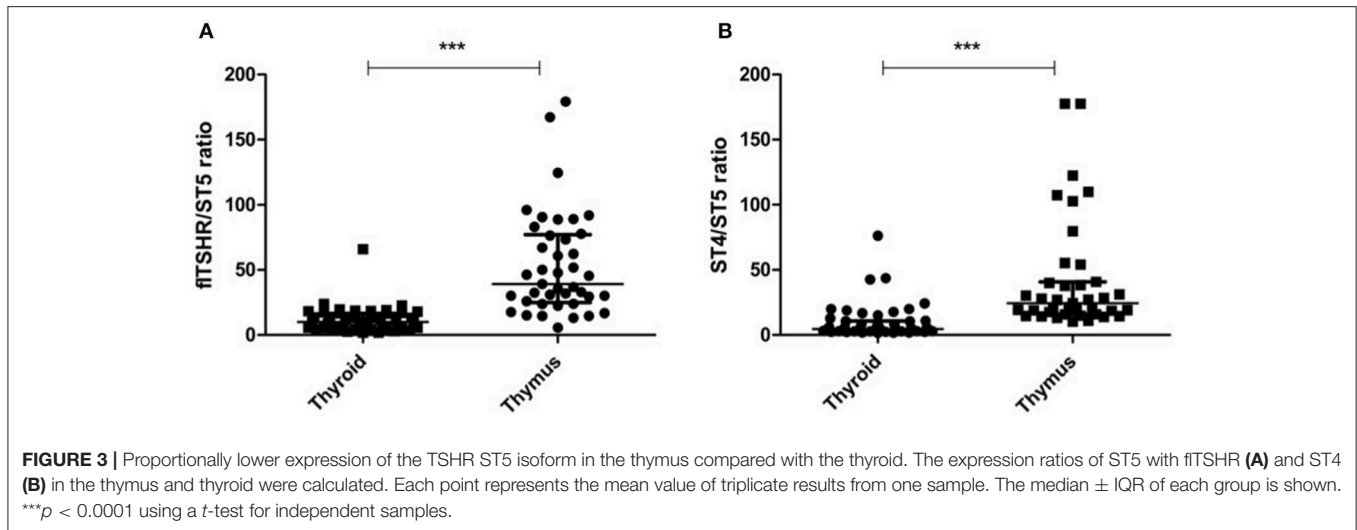 A
B
***
***
200
150
100
50
0
flTSHR/ST5 ratio
Thyroid
Thymus
200
150
100
50
0
ST4/ST5 ratio
Thyroid
Thymus
FIGURE 3 | Proportionally lower expression of the TSHR ST5 isoform in the thymus compared with the thyroid. The expression ratios of ST5 with flTSHR (A) and ST4
(B) in the thymus and thyroid were calculated. Each point represents the mean value of triplicate results from one sample. The median ± IQR of each group is shown.
***p < 0.0001 using a t-test for independent samples.